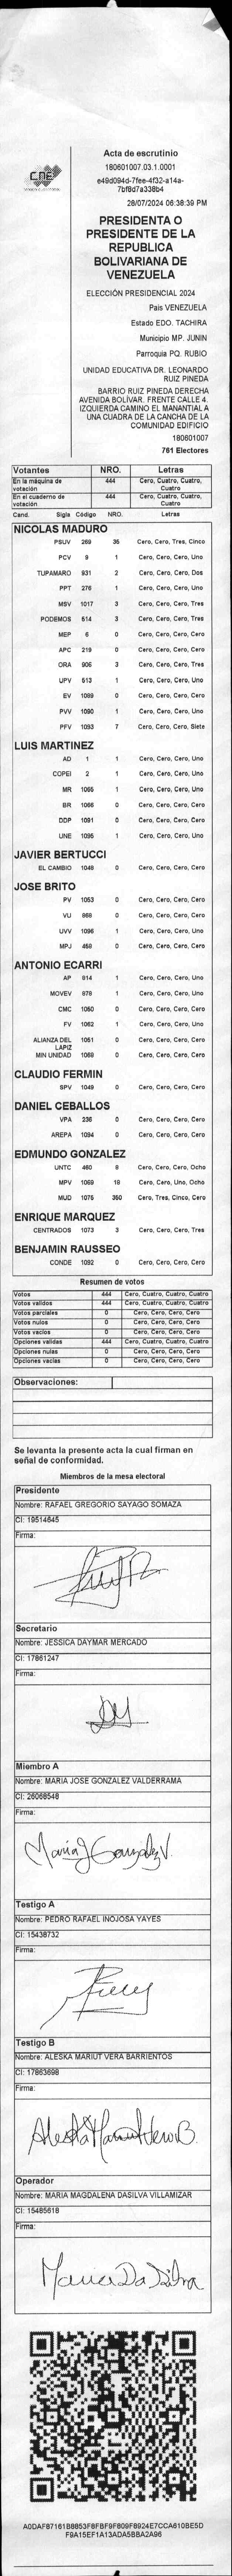 CNE
Acta de escrutinio
180601007.03.1.0001
e49d094d-7fee-4f32-a14a-
7bf8d7a338b4
28/07/2024 06:38:39 PM
PRESIDENTA O
PRESIDENTE DE LA
REPUBLICA
BOLIVARIANA DE
VENEZUELA
ELECCIÓN PRESIDENCIAL 2024
País VENEZUELA
Estado EDO. TACHIRA
Municipio MP. JUNIN
Parroquia PQ. RUBIO
UNIDAD EDUCATIVA DR. LEONARDO
RUIZ PINEDA
BARRIO RUIZ PINEDA DERECHA
AVENIDA BOLÍVAR. FRENTE CALLE 4.
IZQUIERDA CAMINO EL MANANTIAL A
UNA CUADRA DE LA CANCHA DE LA
COMUNIDAD EDIFICIO
180601007
761 Electores
Votantes NRO. Letras
En la máquina de votación 444 Cero, Cuatro, Cuatro, Cuatro
En el cuaderno de votación 444 Cero, Cuatro, Cuatro, Cuatro
Cand. Sigla Código NRO. Letras
NICOLAS MADURO
PSUV 269 35 Cero, Cero, Tres, Cinco
PCV 9 1 Cero, Cero, Cero, Uno
TUPAMARO 931 2 Cero, Cero, Cero, Dos
PPT 276 1 Cero, Cero, Cero, Uno
MSV 1017 3 Cero, Cero, Cero, Tres
PODEMOS 514 3 Cero, Cero, Cero, Tres
MEP 6 0 Cero, Cero, Cero, Cero
APC 219 0 Cero, Cero, Cero, Cero
ORA 906 3 Cero, Cero, Cero, Tres
UPV 513 1 Cero, Cero, Cero, Uno
EV 1089 0 Cero, Cero, Cero, Cero
PVV 1090 1 Cero, Cero, Cero, Uno
PFV 1093 7 Cero, Cero, Cero, Siete
LUIS MARTINEZ
AD 1 1 Cero, Cero, Cero, Uno
COPEI 2 1 Cero, Cero, Cero, Uno
MR 1065 1 Cero, Cero, Cero, Uno
BR 1066 0 Cero, Cero, Cero, Cero
DDP 1091 0 Cero, Cero, Cero, Cero
UNE 1095 1 Cero, Cero, Cero, Uno
JAVIER BERTUCCI
EL CAMBIO 1048 0 Cero, Cero, Cero, Cero
JOSE BRITO
PV 1053 0 Cero, Cero, Cero, Cero
VU 868 0 Cero, Cero, Cero, Cero
UVV 1096 1 Cero, Cero, Cero, Uno
MPJ 458 0 Cero, Cero, Cero, Cero
ANTONIO ECARRI
AP 914 1 Cero, Cero, Cero, Uno
MOVEV 978 1 Cero, Cero, Cero, Uno
CMC 1050 0 Cero, Cero, Cero, Cero
FV 1052 1 Cero, Cero, Cero, Uno
ALIANZA DEL LAPIZ 1051 0 Cero, Cero, Cero, Cero
MIN UNIDAD 1069 0 Cero, Cero, Cero, Cero
CLAUDIO FERMIN
SPV 1049 0 Cero, Cero, Cero, Cero
DANIEL CEBALLOS
VPA 236 0 Cero, Cero, Cero, Cero
AREPA 1094 0 Cero, Cero, Cero, Cero
EDMUNDO GONZALEZ
UNTC 460 8 Cero, Cero, Cero, Ocho
MPV 1069 18 Cero, Cero, Uno, Ocho
MUD 1075 350 Cero, Tres, Cinco, Cero
ENRIQUE MARQUEZ
CENTRADOS 1073 3 Cero, Cero, Cero, Tres
BENJAMIN RAUSSEO
CONDE 1092 0 Cero, Cero, Cero, Cero
Resumen de votos
Votos 444 Cero, Cuatro, Cuatro, Cuatro
Votos validos 444 Cero, Cuatro, Cuatro, Cuatro
Votos parciales 0 Cero, Cero, Cero, Cero
Votos nulos 0 Cero, Cero, Cero, Cero
Votos vacíos 0 Cero, Cero, Cero, Cero
Opciones validas 444 Cero, Cuatro, Cuatro, Cuatro
Opciones nulas 0 Cero, Cero, Cero, Cero
Opciones vacias 0 Cero, Cero, Cero, Cero
Observaciones:
Se levanta la presente acta la cual firman en
señal de conformidad.
Miembros de la mesa electoral
Presidente
Nombre: RAFAEL GREGORIO SAYAGO SOMAZA
CI: 19514645
Firma:
Secretario
Nombre: JESSICA DAYMAR MERCADO
CI: 17861247
Firma:
Miembro A
Nombre: MARIA JOSE GONZALEZ VALDERRAMA
CI: 26068548
Firma:
Maria J Gonzalez V.
Testigo A
Nombre: PEDRO RAFAEL INOJOSA YAYES
CI: 15438732
Firma:
Testigo B
Nombre: ALESKA MARIUT VERA BARRIENTOS
CI: 17863698
Firma:
Operador
Nombre: MARIA MAGDALENA DASILVA VILLAMIZAR
CI: 15485618
Firma:
Maria Da Silva
A0DAF87161B8853F8FBF9F809F8924E7CCA610BE5D
F9A15EF1A13ADA5BBA2A96